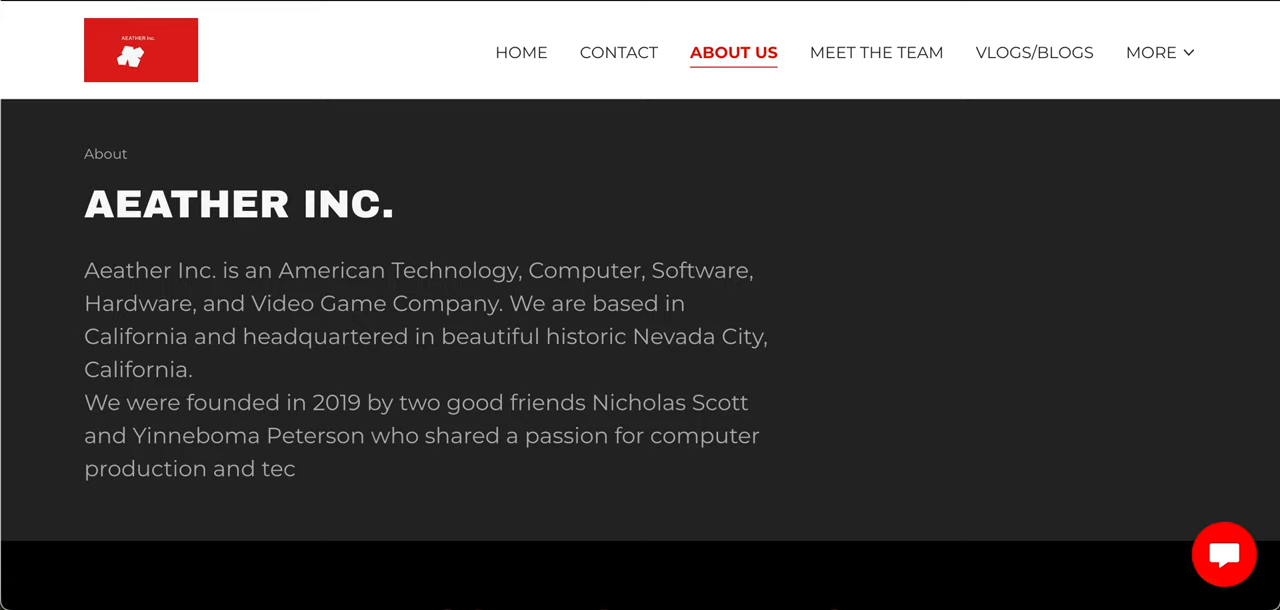 AEATHER Inc.
HOME
CONTACT
ABOUT US
MEET THE TEAM
VLOGS/BLOGS
MORE
About
AEATHER INC.
Aeather Inc. is an American Technology, Computer, Software,
Hardware, and Video Game Company. We are based in
California and headquartered in beautiful historic Nevada City,
California.
We were founded in 2019 by two good friends Nicholas Scott
and Yinneboma Peterson who shared a passion for computer
production and tec